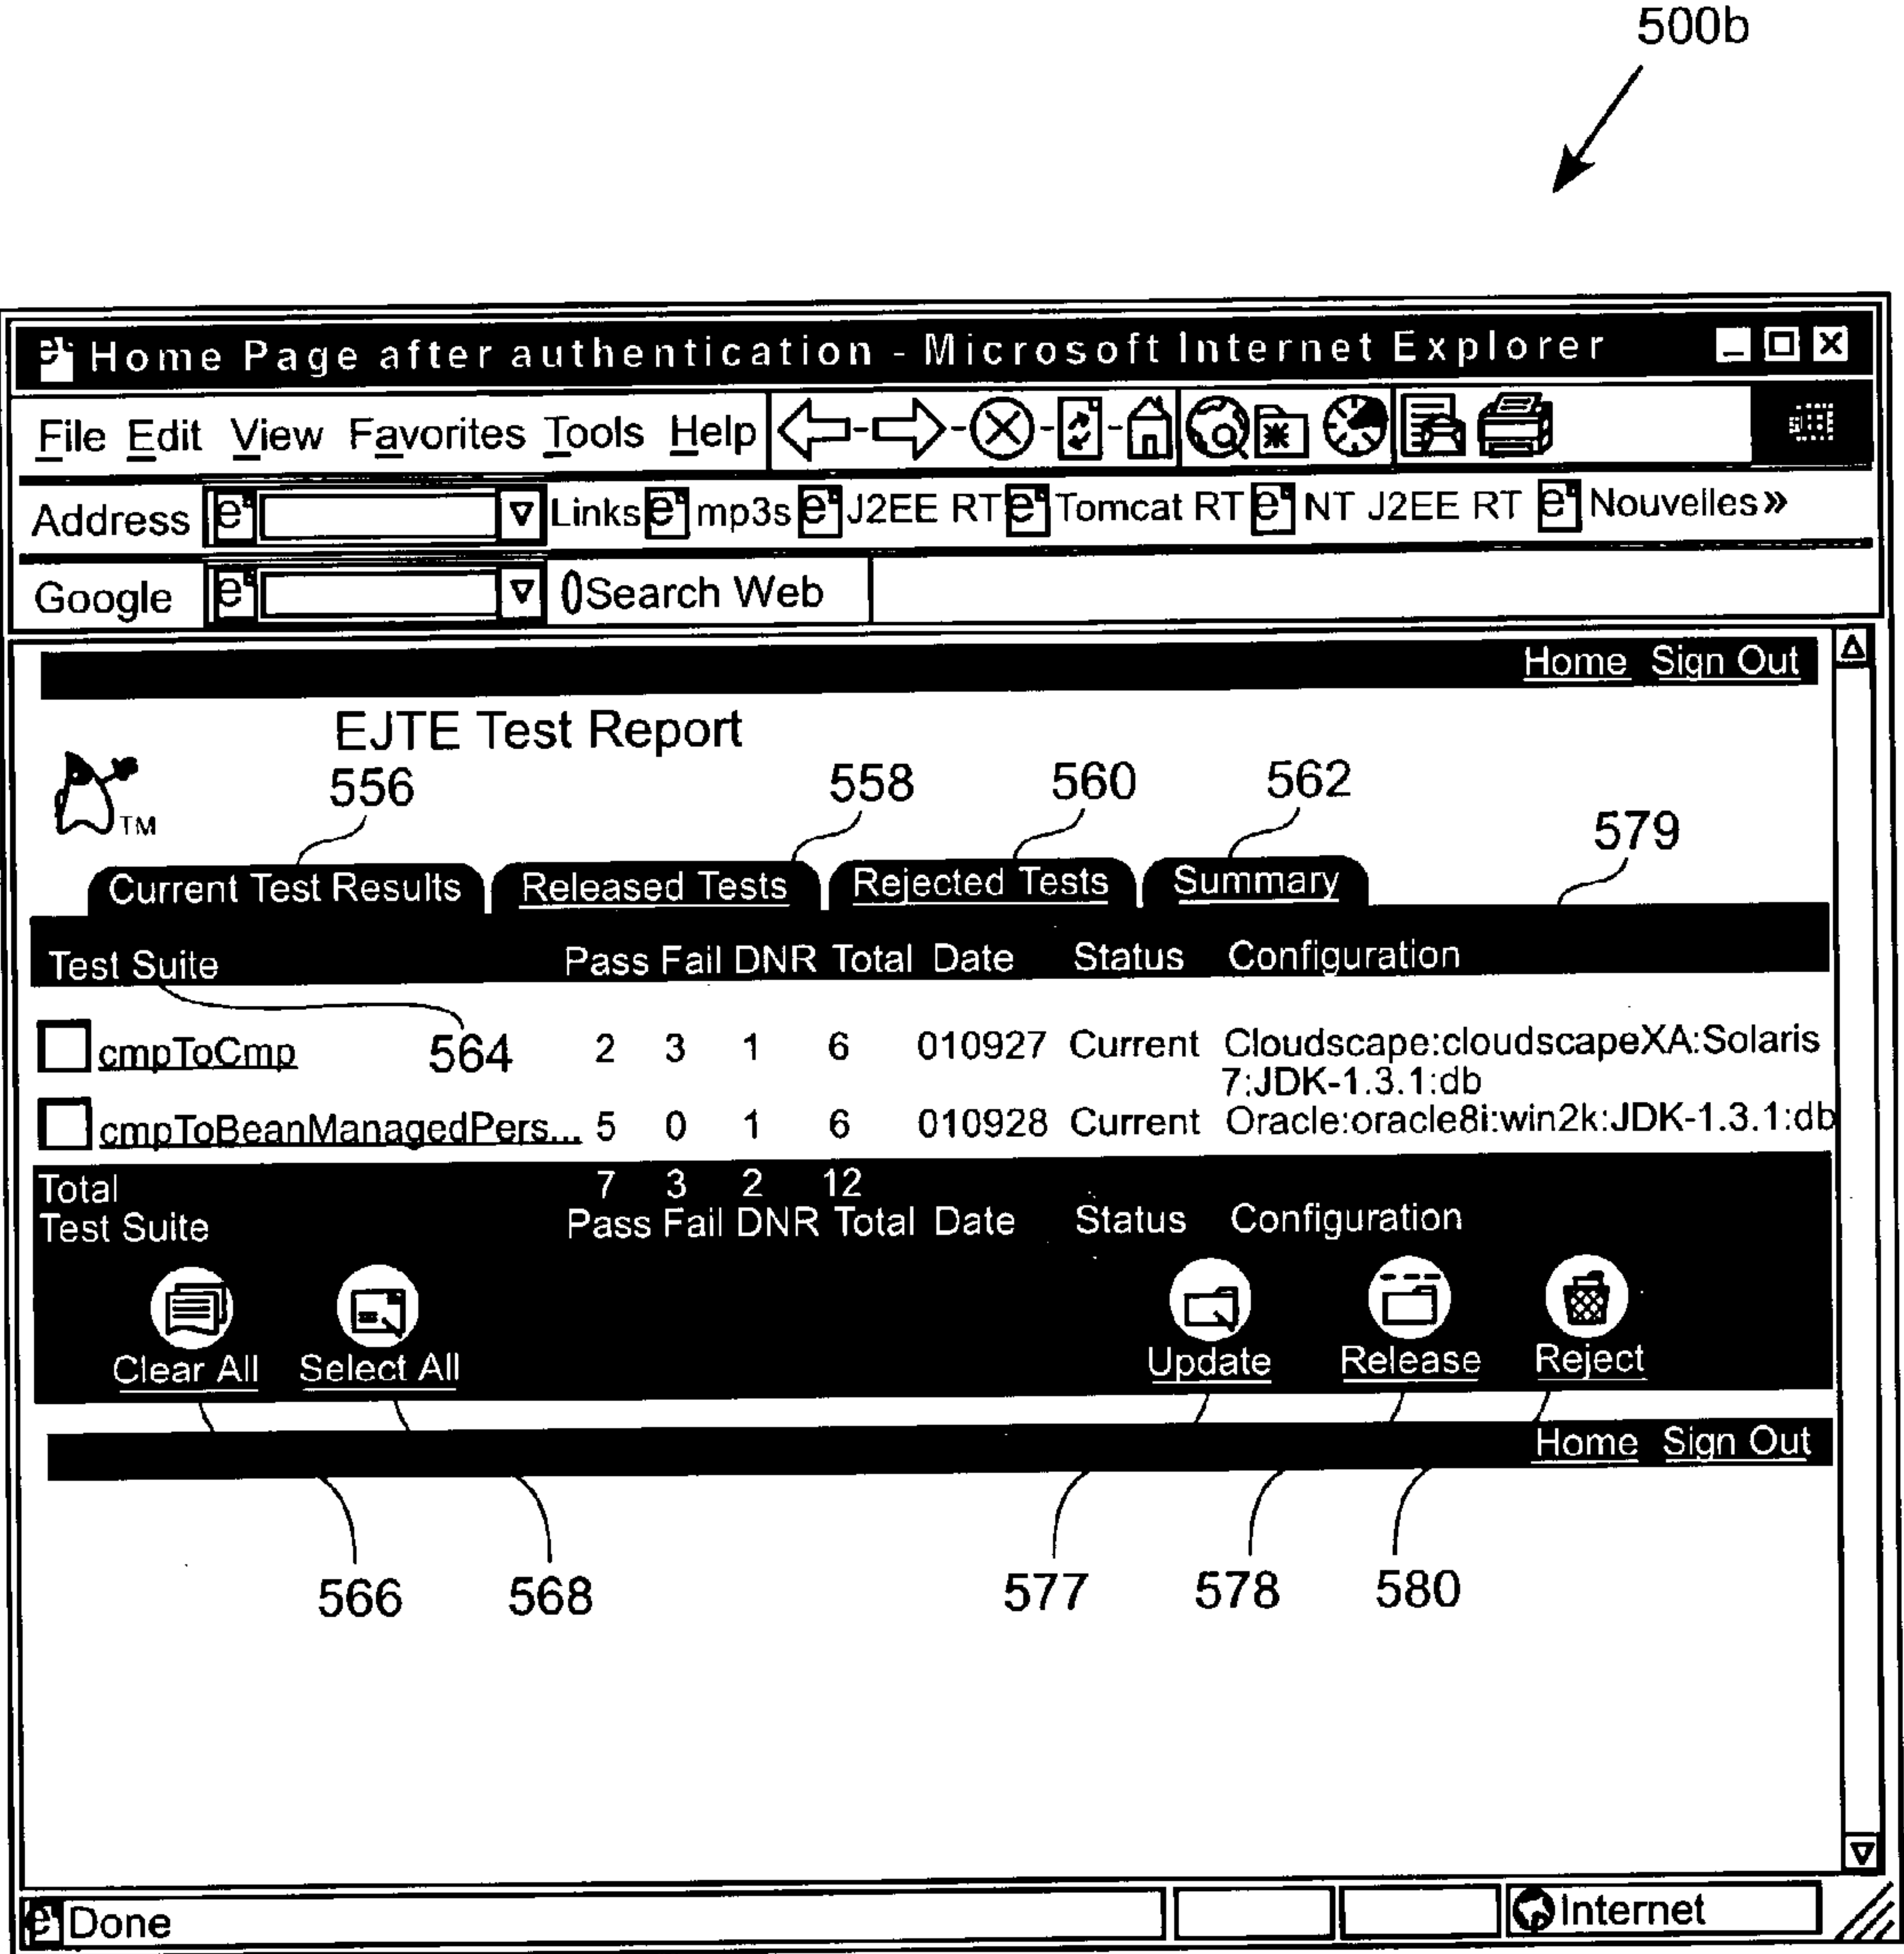 500b
Home Page after authentication - Microsoft Internet Explorer
File Edit View Favorites Tools Help
Address Links mp3s J2EE RT Tomcat RT NT J2EE RT Nouvelles»
Google Search Web
Home Sign Out
EJTE Test Report
TM
556 558 560 562 579
Current Test Results Released Tests Rejected Tests Summary
Test Suite Pass Fail DNR Total Date Status Configuration
564
cmpToCmp 2 3 1 6 010927 Current Cloudscape:cloudscapeXA:Solaris
7:JDK-1.3.1:db
cmpToBeanManagedPers... 5 0 1 6 010928 Current Oracle:oracle8i:win2k:JDK-1.3.1:db
Total 7 3 2 12
Test Suite Pass Fail DNR Total Date Status Configuration
Clear All Select All Update Release Reject
Home Sign Out
566 568 577 578 580
Done Internet